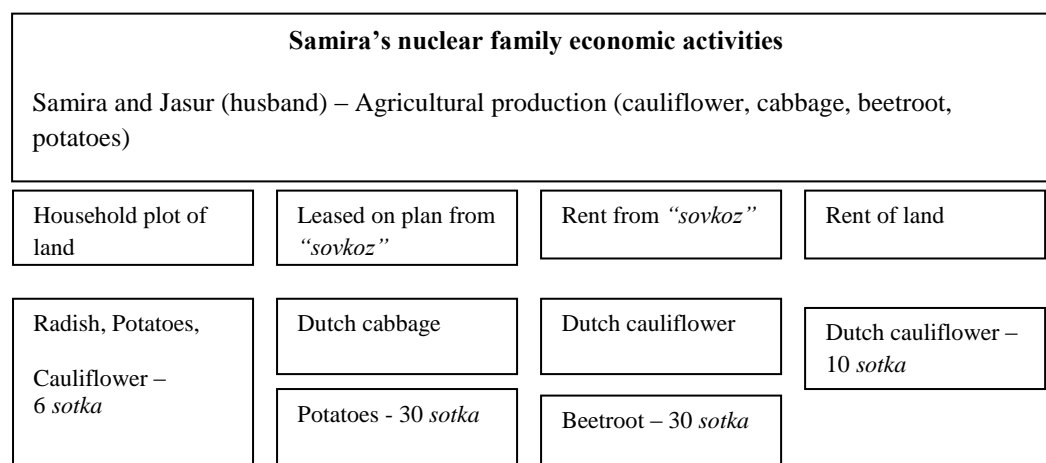 Samira’s nuclear family economic activities
Samira and Jasur (husband) – Agricultural production (cauliflower, cabbage, beetroot,
potatoes)
Household plot of
land
Leased on plan from
“sovkoz”
Rent from “sovkoz”
Rent of land
Radish, Potatoes,
Cauliflower –
6 sotka
Dutch cabbage
Potatoes - 30 sotka
Dutch cauliflower
Beetroot – 30 sotka
Dutch cauliflower –
10 sotka